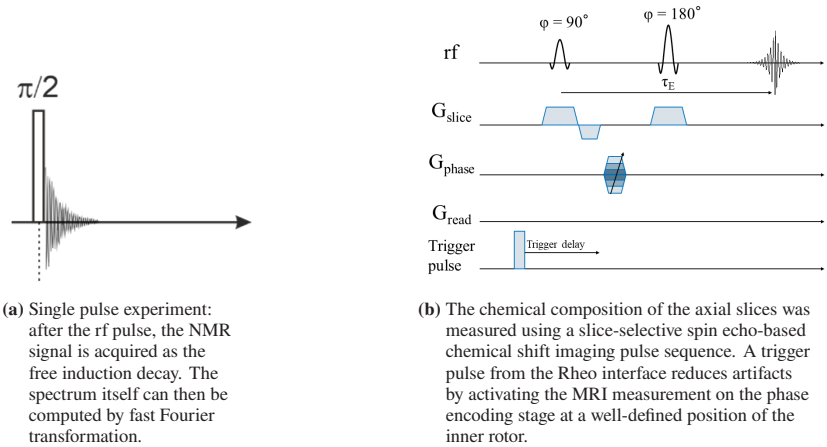 π/2
φ = 90°
φ = 180°
rf
τE
Gslice
Gphase
Gread
Trigger
pulse
Trigger delay
(a) Single pulse experiment:
after the rf pulse, the NMR
signal is acquired as the
free induction decay. The
spectrum itself can then be
computed by fast Fourier
transformation.
(b) The chemical composition of the axial slices was
measured using a slice-selective spin echo-based
chemical shift imaging pulse sequence. A trigger
pulse from the Rheo interface reduces artifacts
by activating the MRI measurement on the phase
encoding stage at a well-defined position of the
inner rotor.